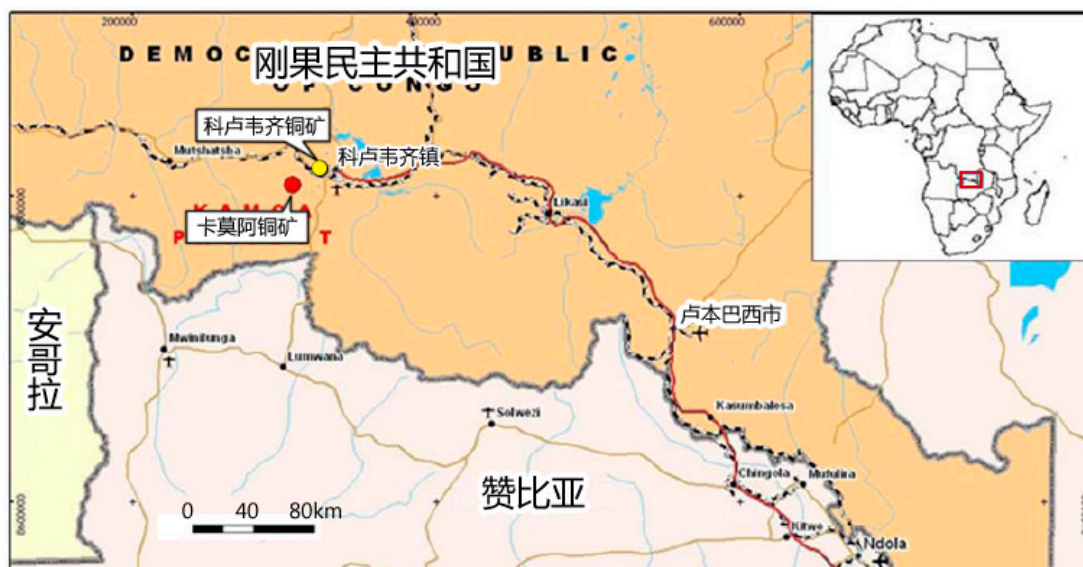 200000 400000 600000
DEMOC UBLIC
刚果民主共和国
OF CONGO
科卢韦齐铜矿
Mutshatsha
科卢韦齐镇
Likasi
KAMOA
卡莫阿铜矿
P T
安哥拉
卢本巴西市
Mwinilunga
Lumwana
Kasumbalesa
Solwezi
赞比亚
Chingola
Mufulira
0 40 80km
Kitwe
Ndola
8600000